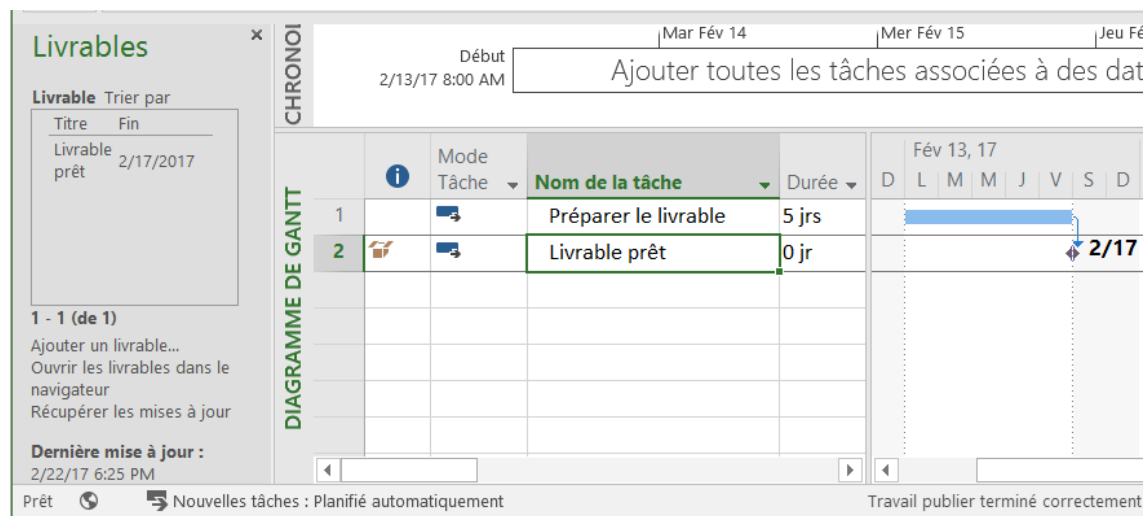 Livrables
Livrable Trier par
Titre Fin
Livrable prêt 2/17/2017
1 - 1 (de 1)
Ajouter un livrable...
Ouvrir les livrables dans le
navigateur
Récupérer les mises à jour
Dernière mise à jour :
2/22/17 6:25 PM
CHRONOL
Mar Fév 14 Mer Fév 15 Jeu Fé
Début
2/13/17 8:00 AM
Ajouter toutes les tâches associées à des dat
DIAGRAMME DE GANTT
Mode Tâche Nom de la tâche Durée
Fév 13, 17
D L M M J V S D
1 Préparer le livrable 5 jrs
2 Livrable prêt 0 jr 2/17
Prêt Nouvelles tâches : Planifié automatiquement Travail publier terminé correctement